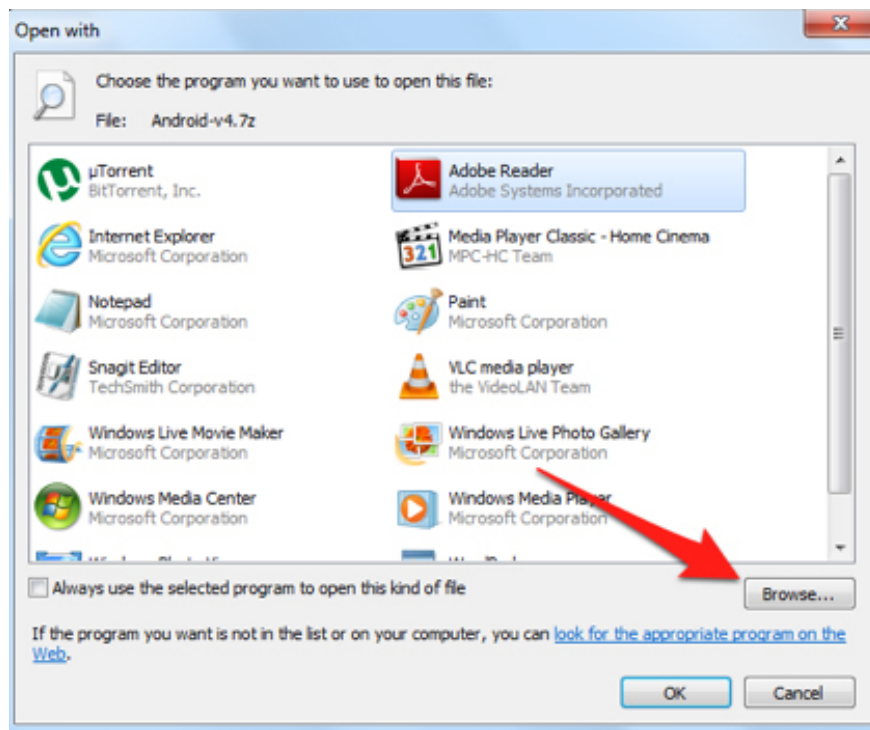 Open with
Choose the program you want to use to open this file:
File: Android-v4.7z
µTorrent
BitTorrent, Inc.
Adobe Reader
Adobe Systems Incorporated
Internet Explorer
Microsoft Corporation
Media Player Classic - Home Cinema
MPC-HC Team
321
Notepad
Microsoft Corporation
Paint
Microsoft Corporation
Snagit Editor
TechSmith Corporation
VLC media player
the VideoLAN Team
Windows Live Movie Maker
Microsoft Corporation
Windows Live Photo Gallery
Microsoft Corporation
Windows Media Center
Microsoft Corporation
Windows Media Player
Microsoft Corporation
Always use the selected program to open this kind of file
Browse...
If the program you want is not in the list or on your computer, you can look for the appropriate program on the
Web.
OK
Cancel